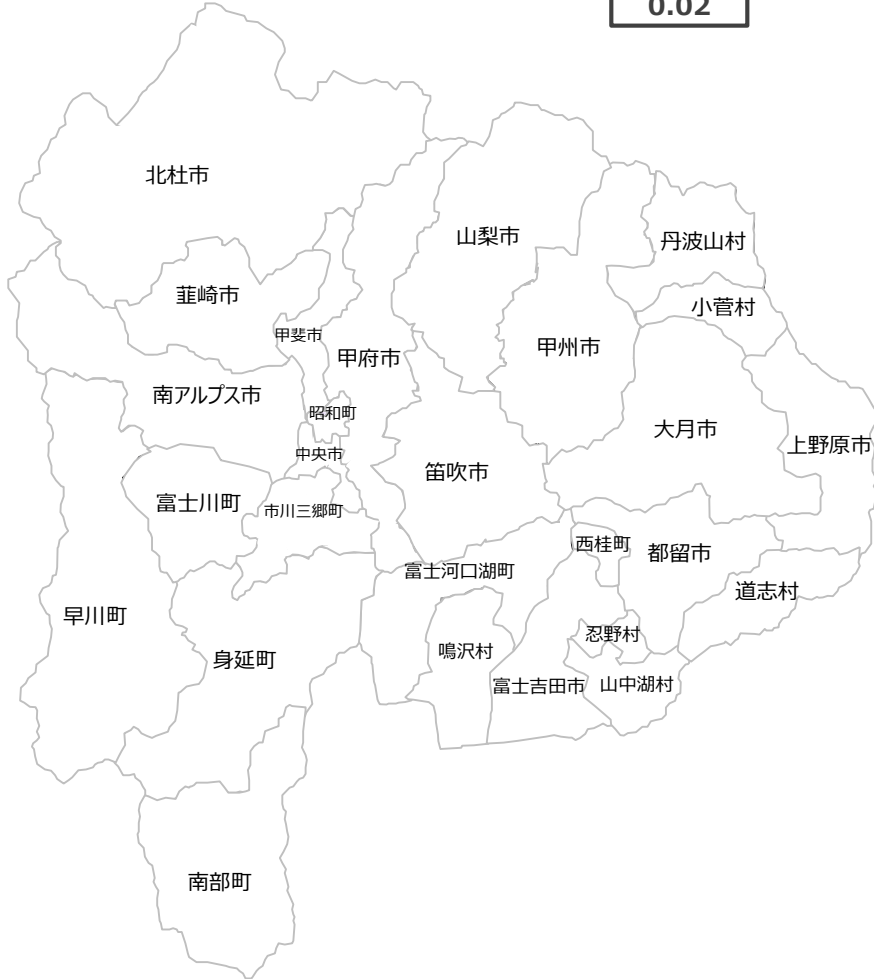 0.02
北杜市
山梨市
丹波山村
韮崎市
小菅村
甲斐市
甲府市
甲州市
南アルプス市
昭和町
大月市
上野原市
中央市
笛吹市
富士川町
市川三郷町
西桂町
都留市
富士河口湖町
道志村
早川町
忍野村
鳴沢村
身延町
富士吉田市
山中湖村
南部町